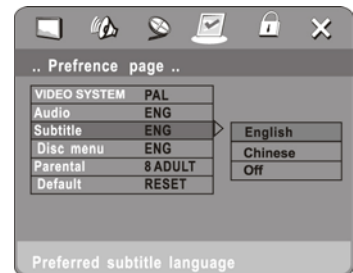 .. Prefrence page ..
VIDEO SYSTEM PAL
Audio ENG
Subtitle ENG English
Disc menu ENG Chinese
Parental 8 ADULT Off
Default RESET
Preferred subtitle language